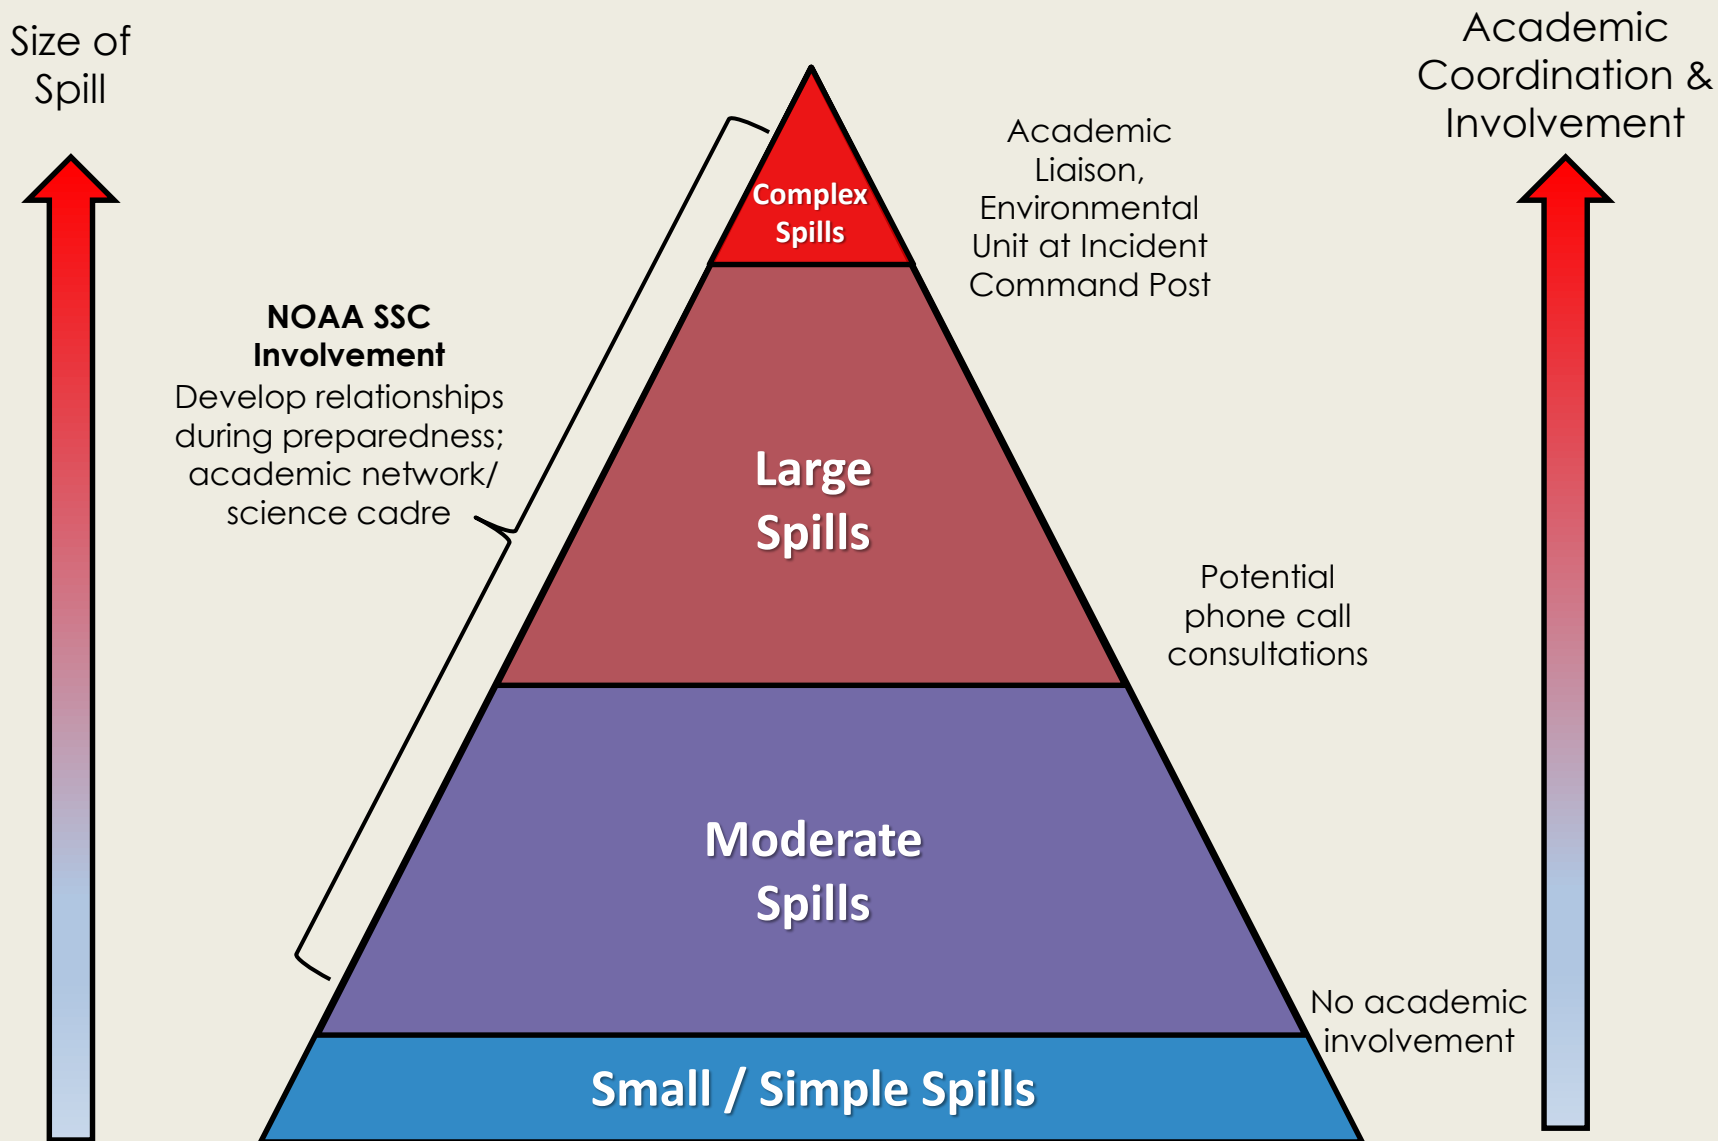 Size of
Spill
Academic
Coordination &
Involvement
Academic
Liaison,
Environmental
Unit at Incident
Command Post
Complex
Spills
NOAA SSC
Involvement
Develop relationships
during preparedness;
academic network/
science cadre
Large
Spills
Potential
phone call
consultations
Moderate
Spills
No academic
involvement
Small / Simple Spills